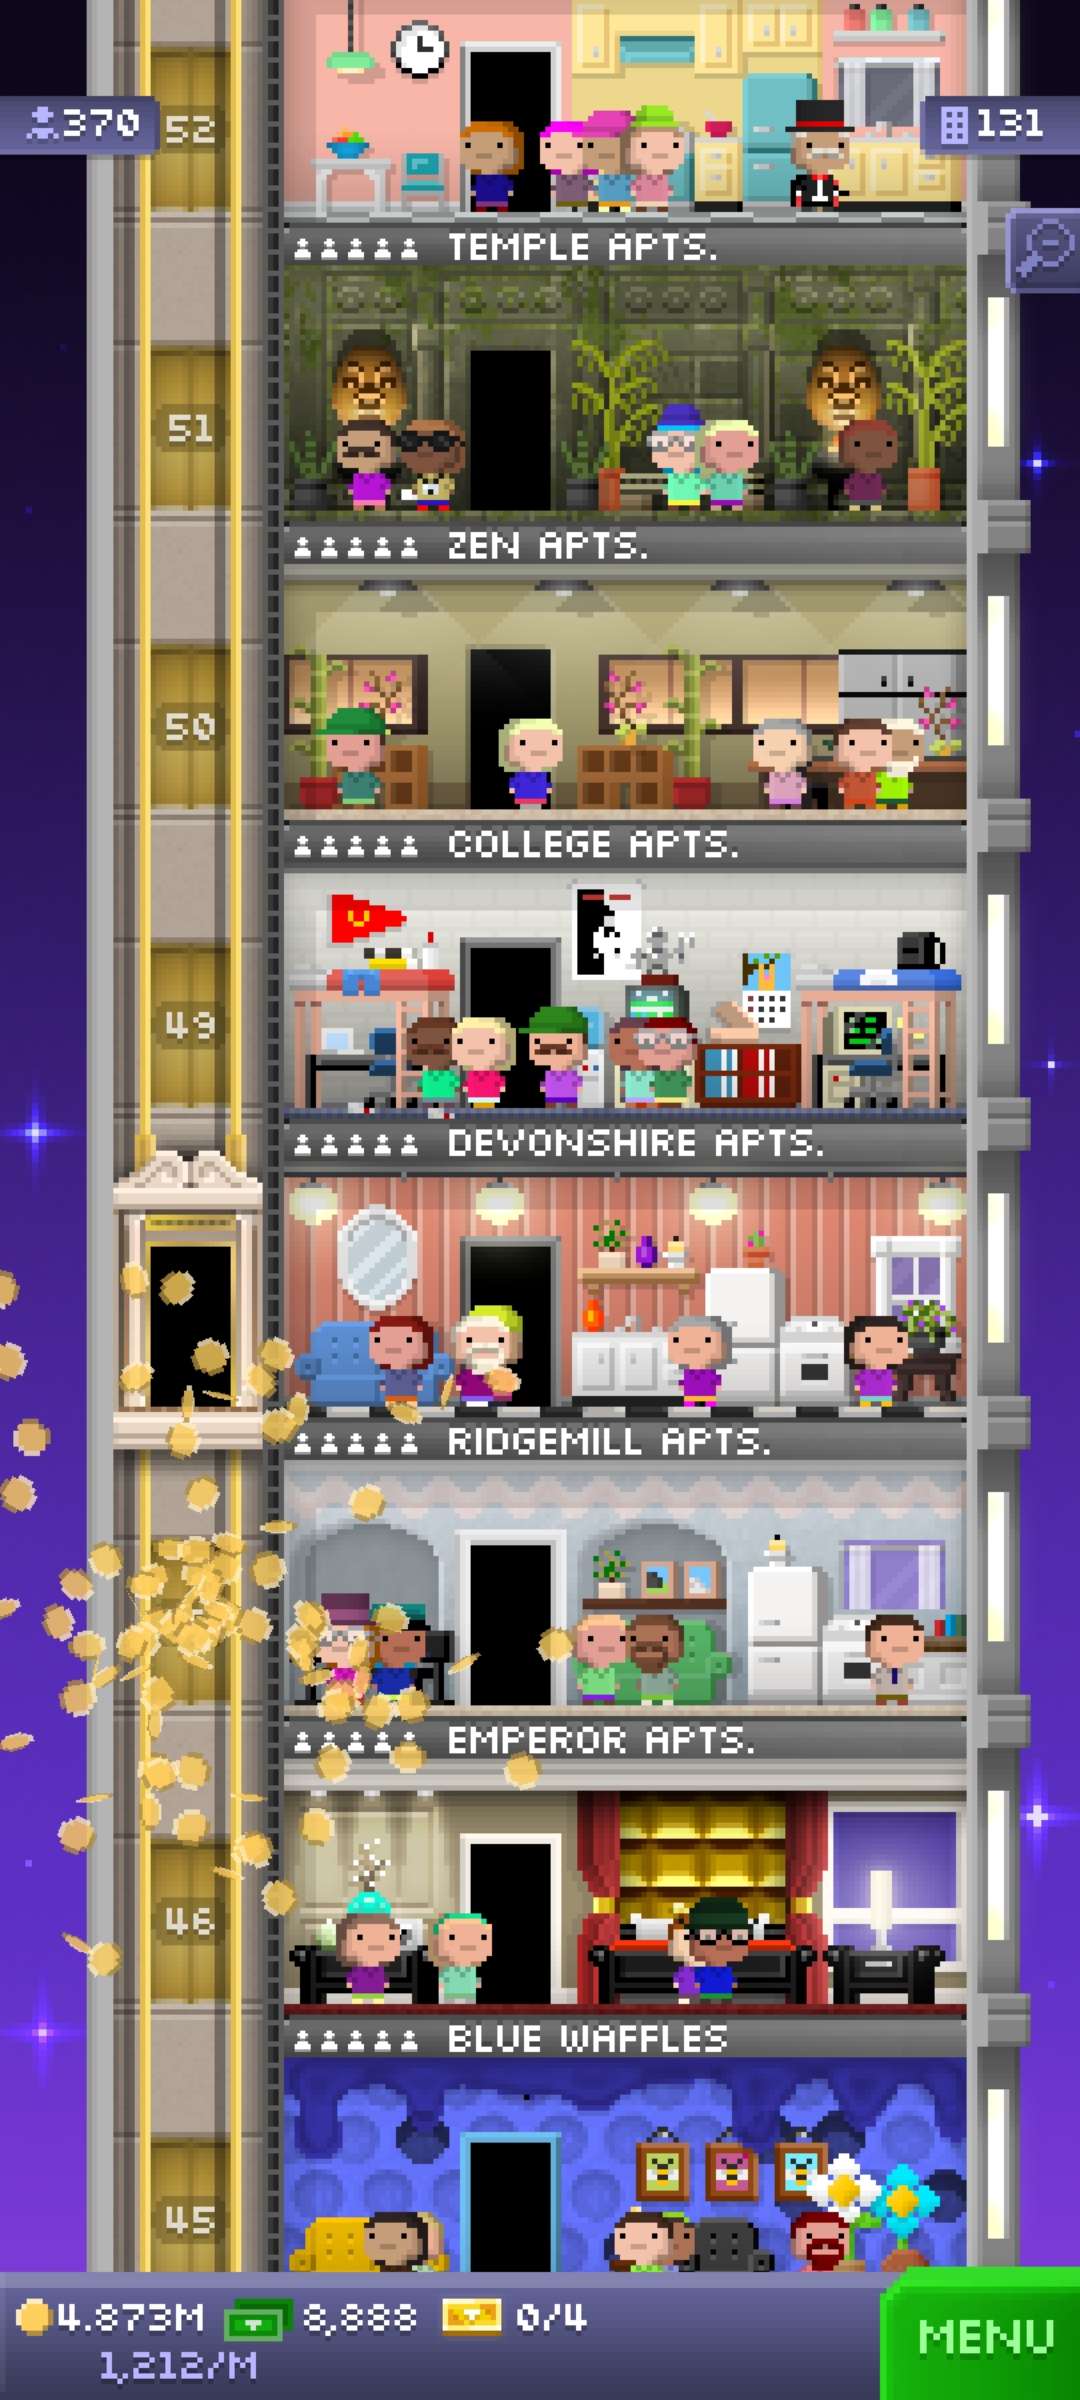 370
52
131
TEMPLE APTS.
51
ZEN APTS.
50
COLLEGE APTS.
49
DEVONSHIRE APTS.
RIDGEMILL APTS.
EMPEROR APTS.
46
BLUE WAFFLES
45
4.873M
8,888
0/4
MENU
1,212/M